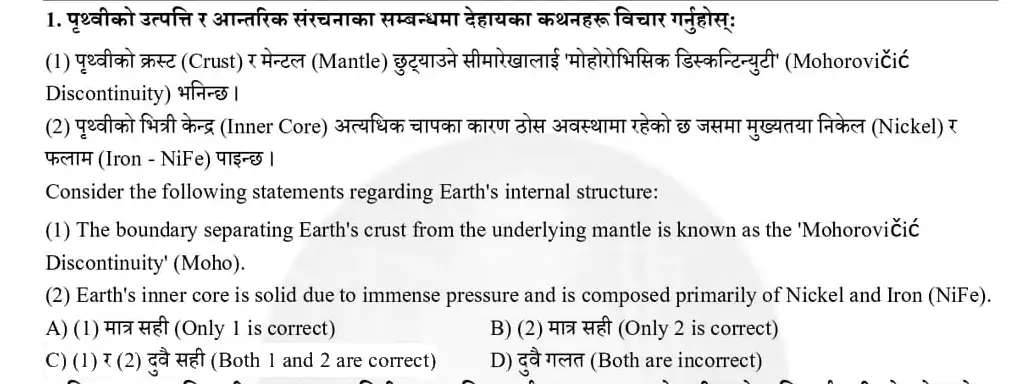 1. पृथ्वीको उत्पत्ति र आन्तरिक संरचनाका सम्बन्धमा देहायका कथनहरू विचार गर्नुहोस्:
(1) पृथ्वीको क्रस्ट (Crust) र मेन्टल (Mantle) छुट्याउने सीमारेखालाई 'मोहोरोभिसिक डिस्कन्टिन्युटी' (Mohorovičić
Discontinuity) भनिन्छ।
(2) पृथ्वीको भित्री केन्द्र (Inner Core) अत्यधिक चापका कारण ठोस अवस्थामा रहेको छ जसमा मुख्यतया निकेल (Nickel) र
फलाम (Iron - NiFe) पाइन्छ।
Consider the following statements regarding Earth's internal structure:
(1) The boundary separating Earth's crust from the underlying mantle is known as the 'Mohorovičić
Discontinuity' (Moho).
(2) Earth's inner core is solid due to immense pressure and is composed primarily of Nickel and Iron (NiFe).
A) (1) मात्र सही (Only 1 is correct) B) (2) मात्र सही (Only 2 is correct)
C) (1) र (2) दुवै सही (Both 1 and 2 are correct) D) दुवै गलत (Both are incorrect)